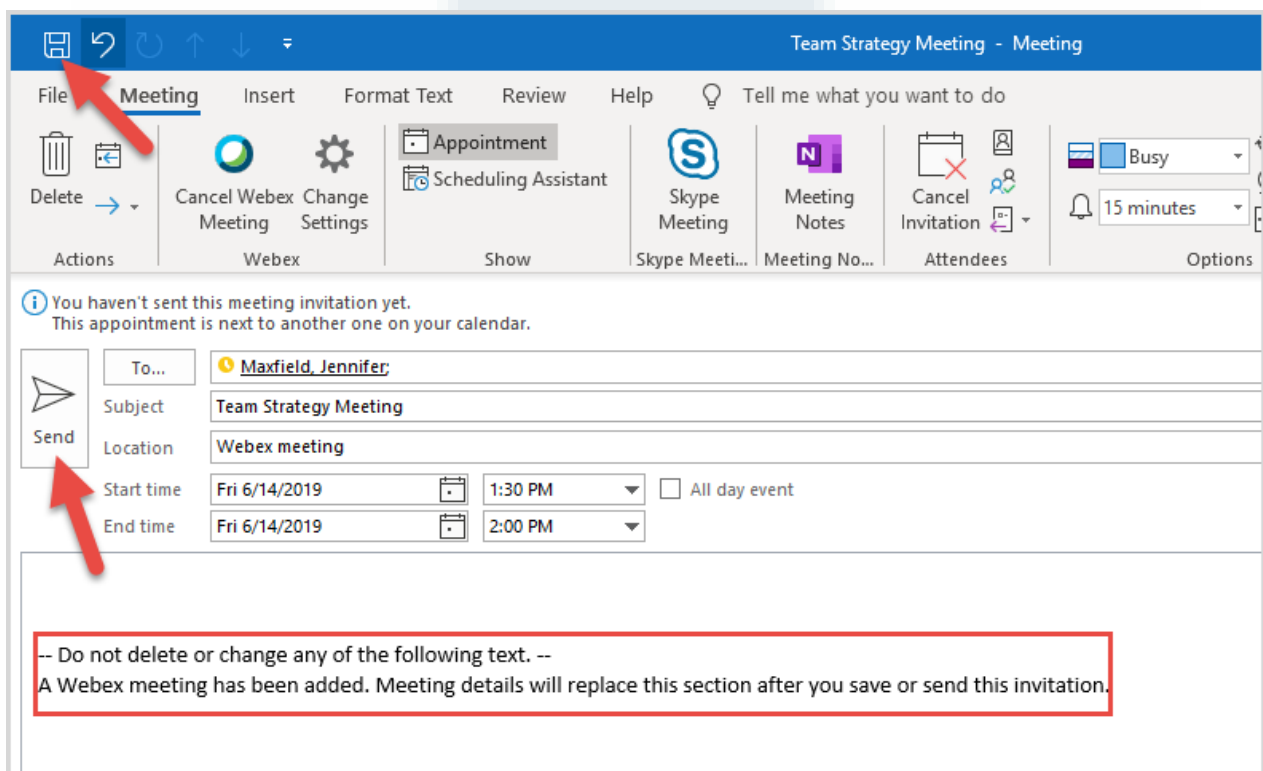 Team Strategy Meeting - Meeting
File Meeting Insert Format Text Review Help Tell me what you want to do
Delete
Cancel Webex Meeting
Change Settings
Appointment
Scheduling Assistant
Skype Meeting
Meeting Notes
Cancel Invitation
Busy
15 minutes
Actions Webex Show Skype Meeti... Meeting No... Attendees Options
You haven't sent this meeting invitation yet.
This appointment is next to another one on your calendar.
Send
To... Maxfield, Jennifer;
Subject Team Strategy Meeting
Location Webex meeting
Start time Fri 6/14/2019 1:30 PM All day event
End time Fri 6/14/2019 2:00 PM
-- Do not delete or change any of the following text. --
A Webex meeting has been added. Meeting details will replace this section after you save or send this invitation.